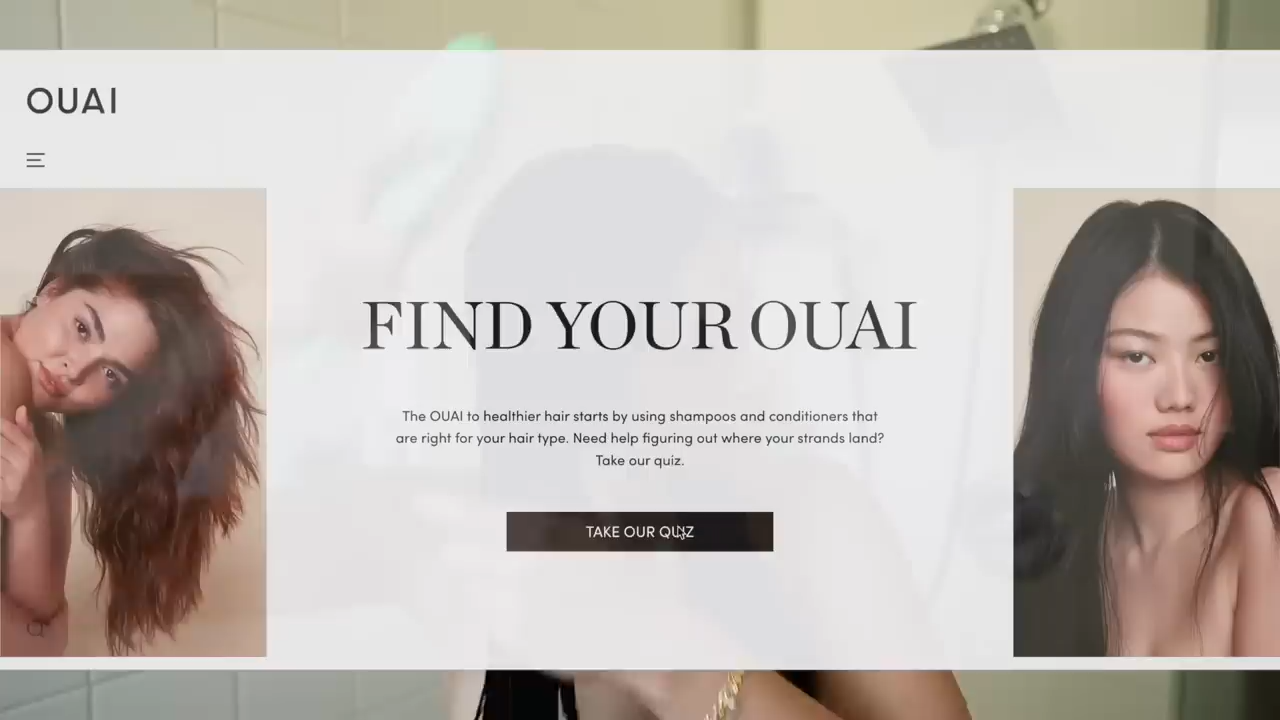 OUAI
FIND YOUR OUAI
The OUAI to healthier hair starts by using shampoos and conditioners that
are right for your hair type. Need help figuring out where your strands land?
Take our quiz.
TAKE OUR QUIZ